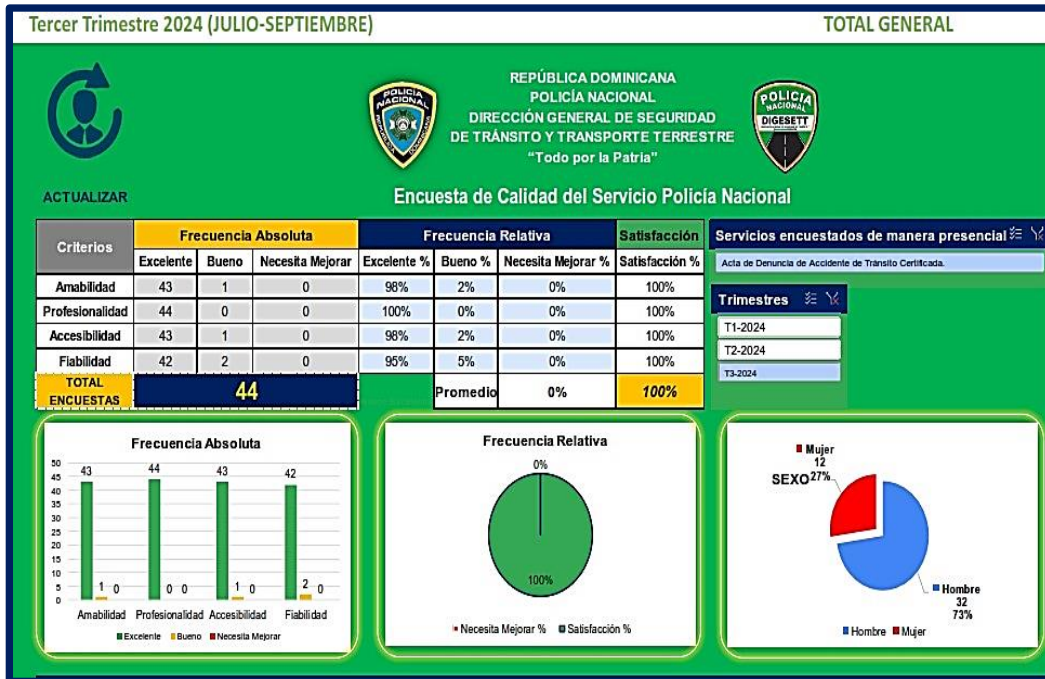 Tercer Trimestre 2024 (JULIO-SEPTIEMBRE) TOTAL GENERAL
REPÚBLICA DOMINICANA
POLICÍA NACIONAL
DIRECCIÓN GENERAL DE SEGURIDAD
DE TRÁNSITO Y TRANSPORTE TERRESTRE
"Todo por la Patria"
POLICIA NACIONAL
POLICIA
NACIONAL
DIGESETT
ACTUALIZAR
Encuesta de Calidad del Servicio Policía Nacional
Criterios Frecuencia Absoluta Frecuencia Relativa Satisfacción
Excelente Bueno Necesita Mejorar Excelente % Bueno % Necesita Mejorar % Satisfacción %
Amabilidad 43 1 0 98% 2% 0% 100%
Profesionalidad 44 0 0 100% 0% 0% 100%
Accesibilidad 43 1 0 98% 2% 0% 100%
Fiabilidad 42 2 0 95% 5% 0% 100%
TOTAL
ENCUESTAS 44 Promedio 0% 100%
Servicios encuestados de manera presencial
Acta de Denuncia de Accidente de Tránsito Certificada.
Trimestres
T1-2024
T2-2024
T3-2024
Frecuencia Absoluta
50
45
40
35
30
25
20
15
10
5
0
43 1 0
44 0 0
43 1 0
42 2 0
Amabilidad Profesionalidad Accesibilidad Fiabilidad
Excelente Bueno Necesita Mejorar
Frecuencia Relativa
0%
100%
Necesita Mejorar % Satisfacción %
SEXO
Mujer
12
27%
Hombre
32
73%
Hombre Mujer